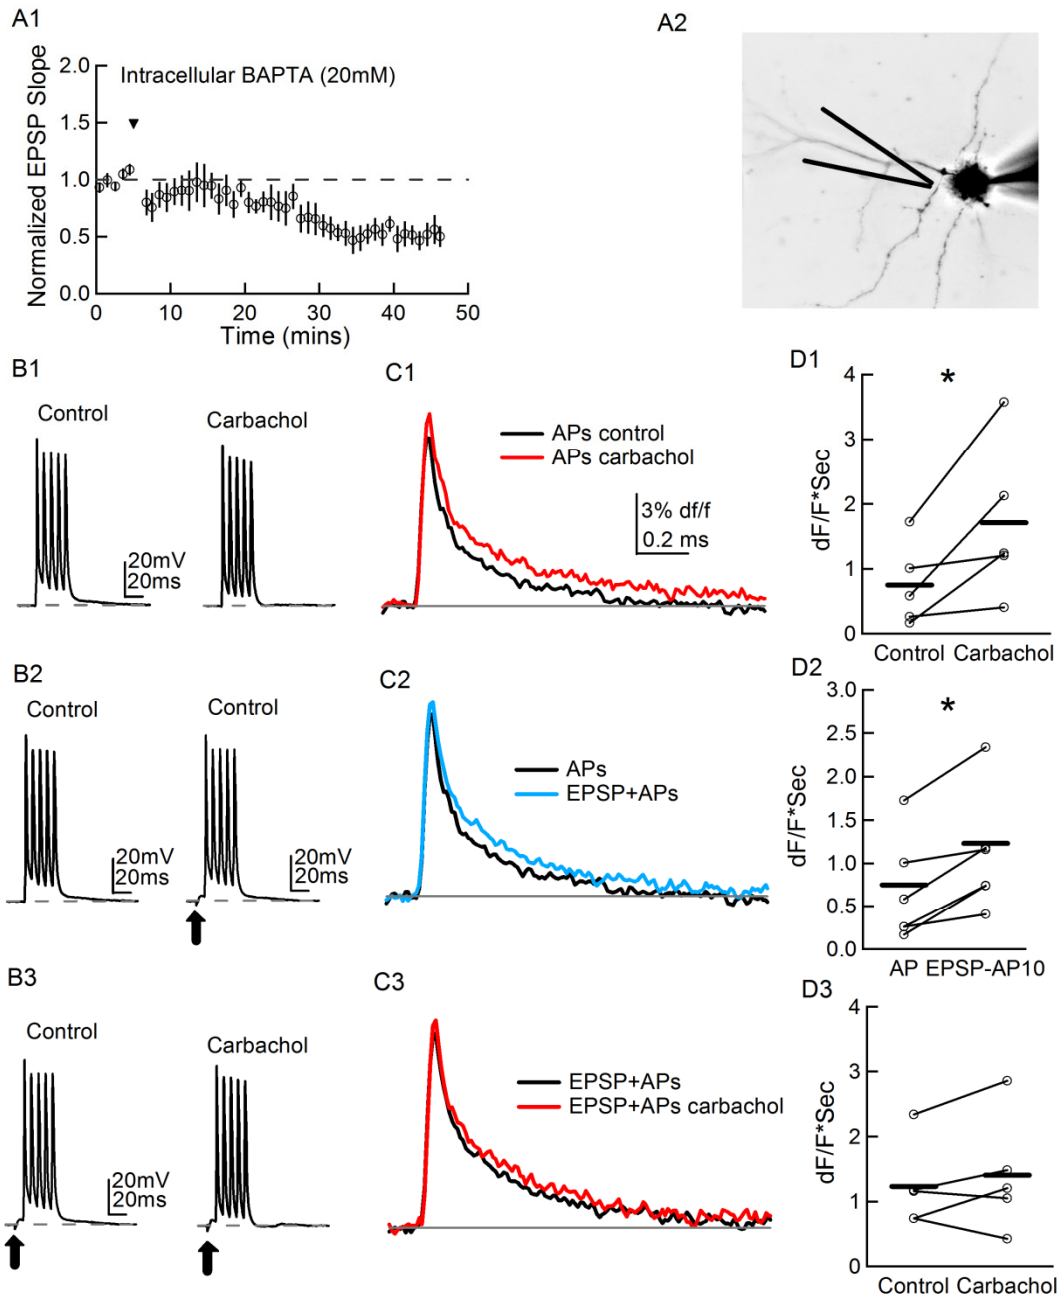 A1
A2
Normalized EPSP Slope
2.0
1.5
1.0
0.5
0.0
Intracellular BAPTA (20mM)
0
10
20
30
40
50
Time (mins)
B1
Control
Carbachol
20mV
20ms
C1
APs control
APs carbachol
3% df/f
0.2 ms
D1
dF/F*Sec
4
3
2
1
0
*
Control Carbachol
B2
Control
Control
20mV
20ms
20mV
20ms
C2
APs
EPSP+APs
D2
dF/F*Sec
3.0
2.5
2.0
1.5
1.0
0.5
0.0
*
AP EPSP-AP10
B3
Control
Carbachol
20mV
20ms
C3
EPSP+APs
EPSP+APs carbachol
D3
dF/F*Sec
4
3
2
1
0
Control Carbachol